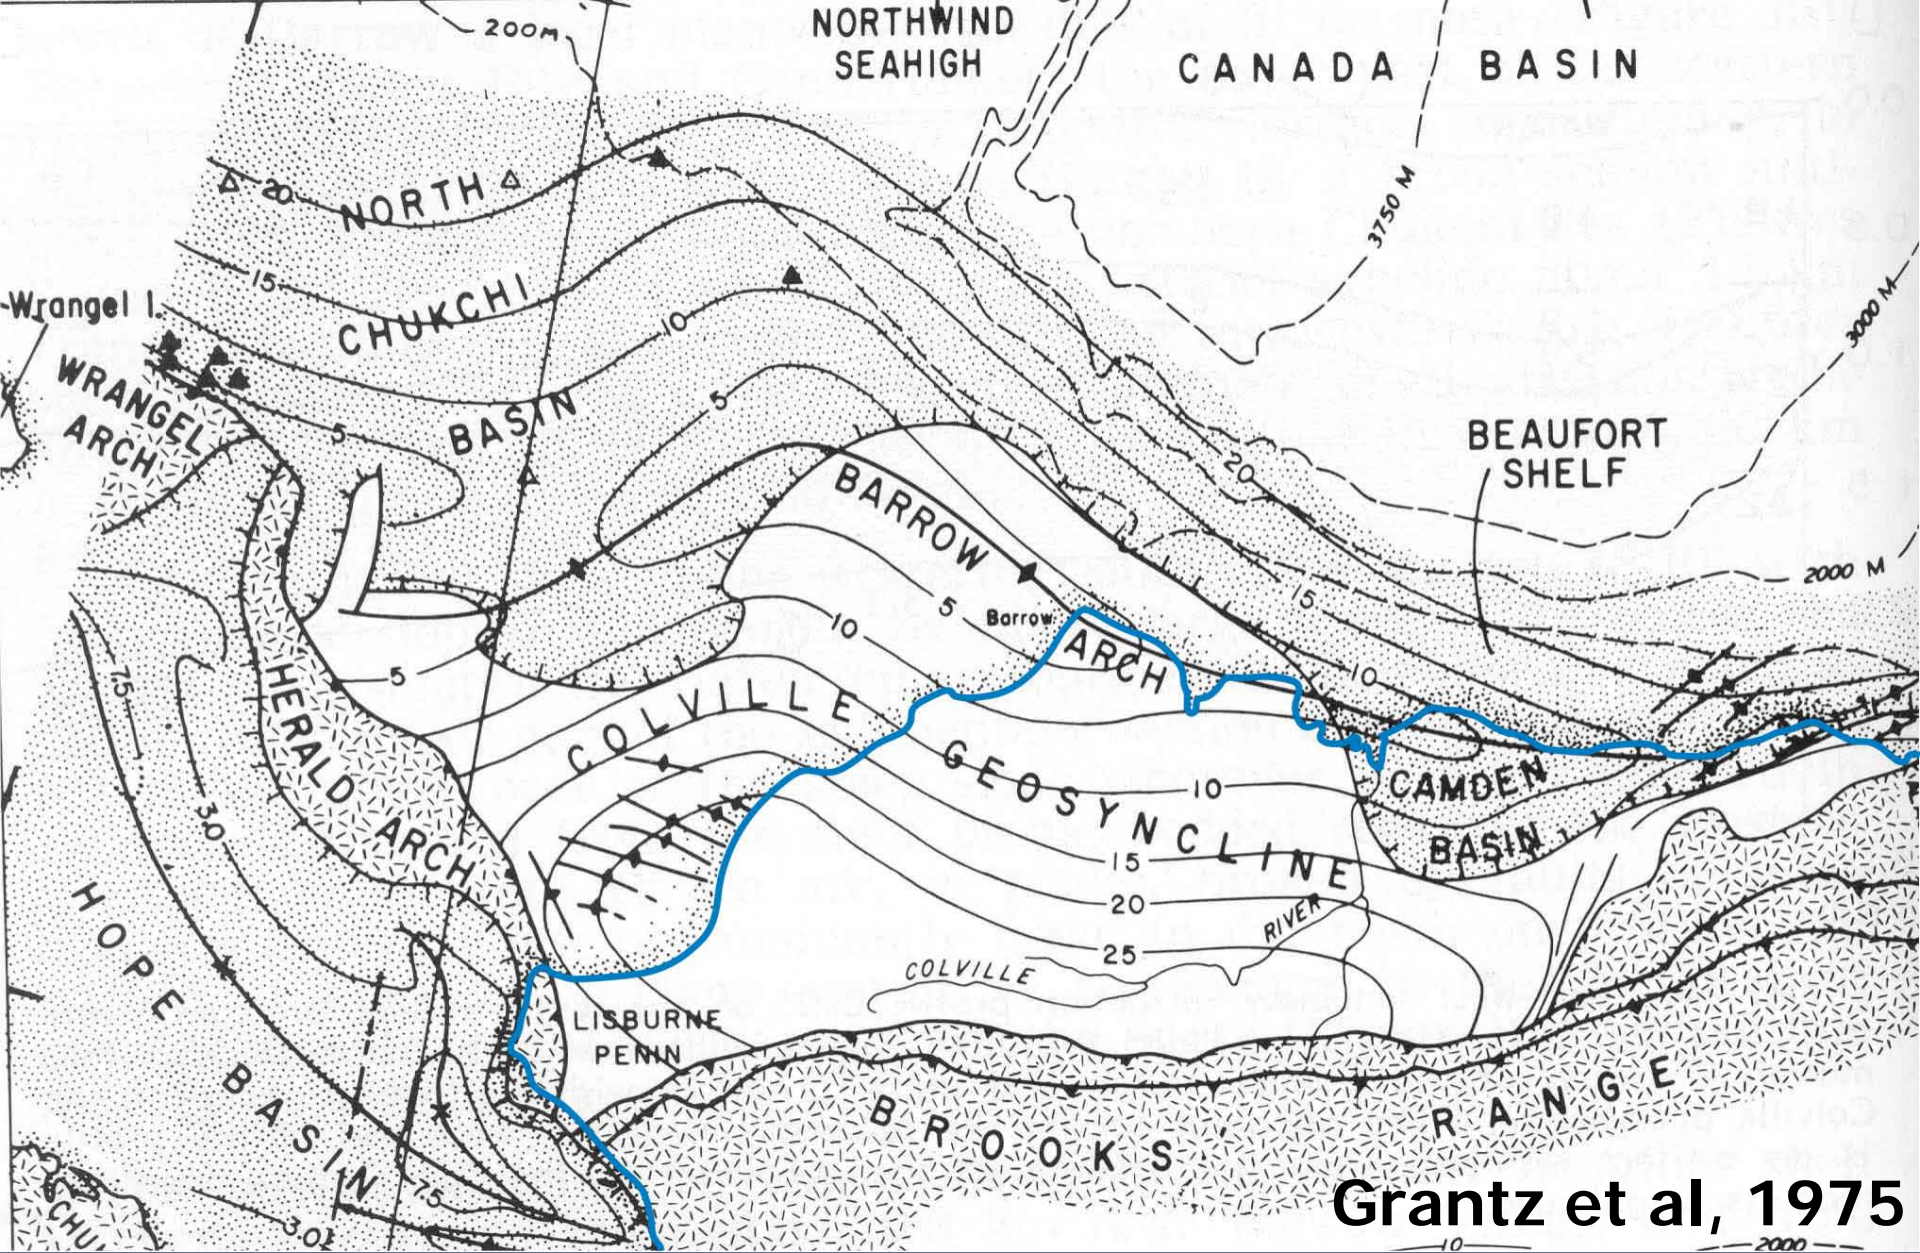 200m
NORTHWIND
SEAHIGH
CANADA BASIN
3750 M
3000 M
2000 M
20
NORTH
15
CHUKCHI
10
BASIN
5
5
Wrangel I.
WRANGEL
ARCH
BEAUFORT
SHELF
20
15
10
BARROW
ARCH
Barrow
5
10
5
COLVILLE
GEOSYNCLINE
10
15
20
25
CAMDEN
BASIN
HERALD
ARCH
7.5
3.0
HOPE
BASIN
7.5
3.0
COLVILLE
RIVER
LISBURNE
PENIN
BROOKS
RANGE
CHU
Grantz et al, 1975
10
2000